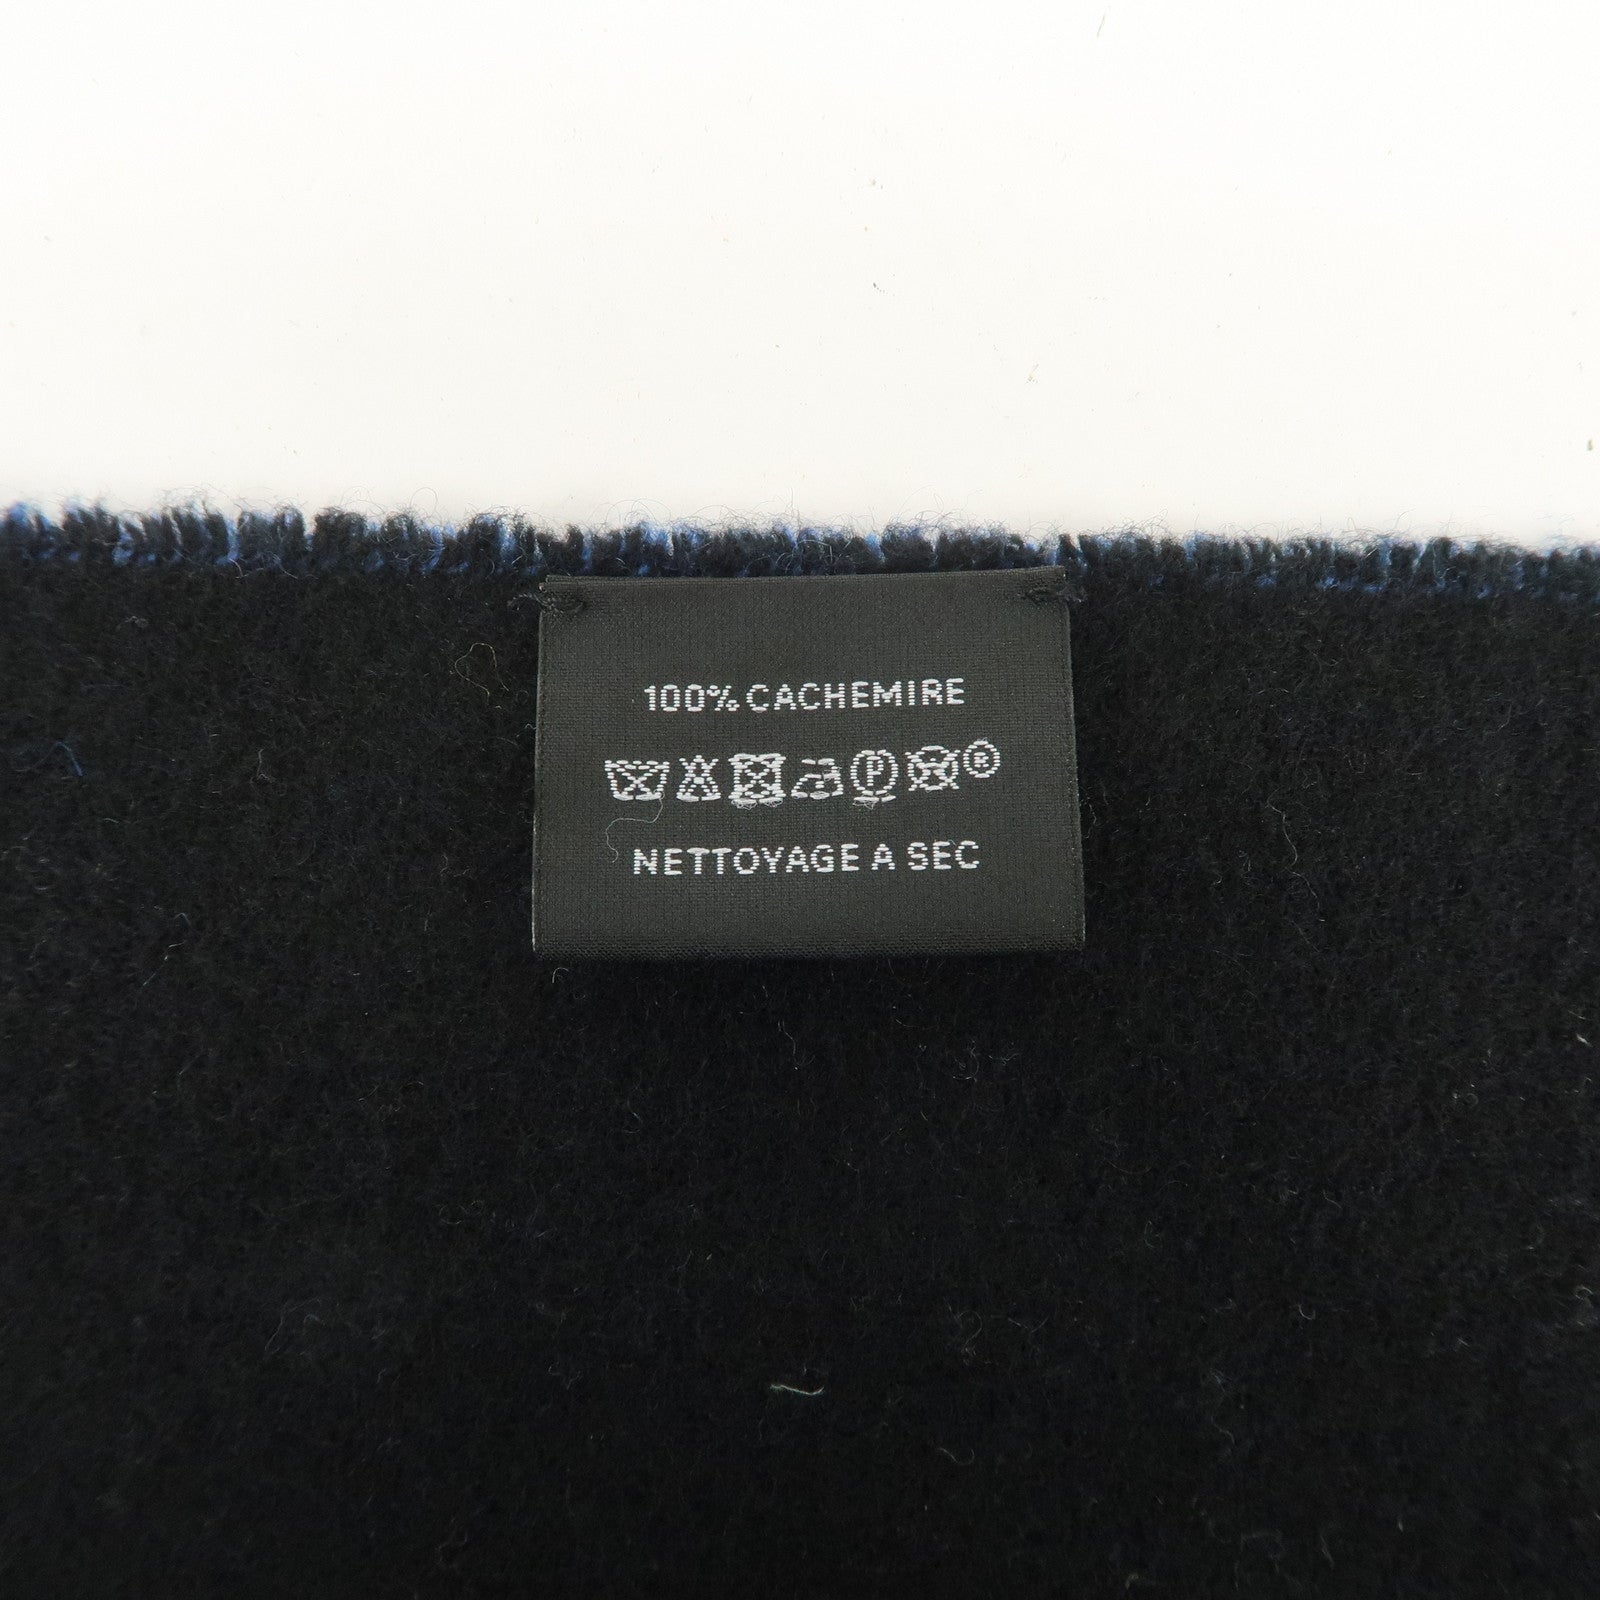 100% CACHEMIRE
P ®
NETTOYAGE A SEC